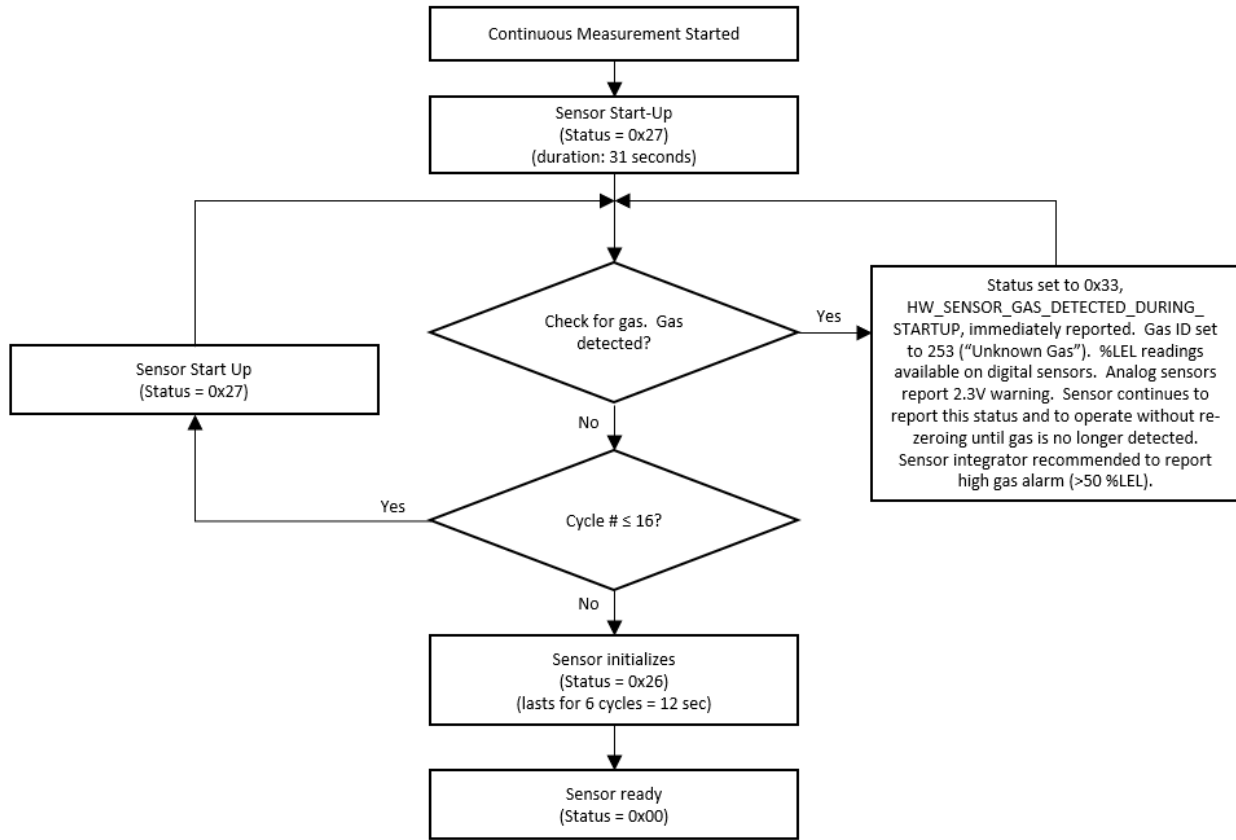 Continuous Measurement Started
Sensor Start-Up
(Status = 0x27)
(duration: 31 seconds)
Check for gas.  Gas
detected?
Yes
Status set to 0x33,
HW_SENSOR_GAS_DETECTED_DURING_
STARTUP, immediately reported.  Gas ID set
to 253 (“Unknown Gas”).  %LEL readings
available on digital sensors.  Analog sensors
report 2.3V warning.  Sensor continues to
report this status and to operate without re-
zeroing until gas is no longer detected.
Sensor integrator recommended to report
high gas alarm (>50 %LEL).
Sensor Start Up
(Status = 0x27)
No
Yes
Cycle # ≤ 16?
No
Sensor initializes
(Status = 0x26)
(lasts for 6 cycles = 12 sec)
Sensor ready
(Status = 0x00)